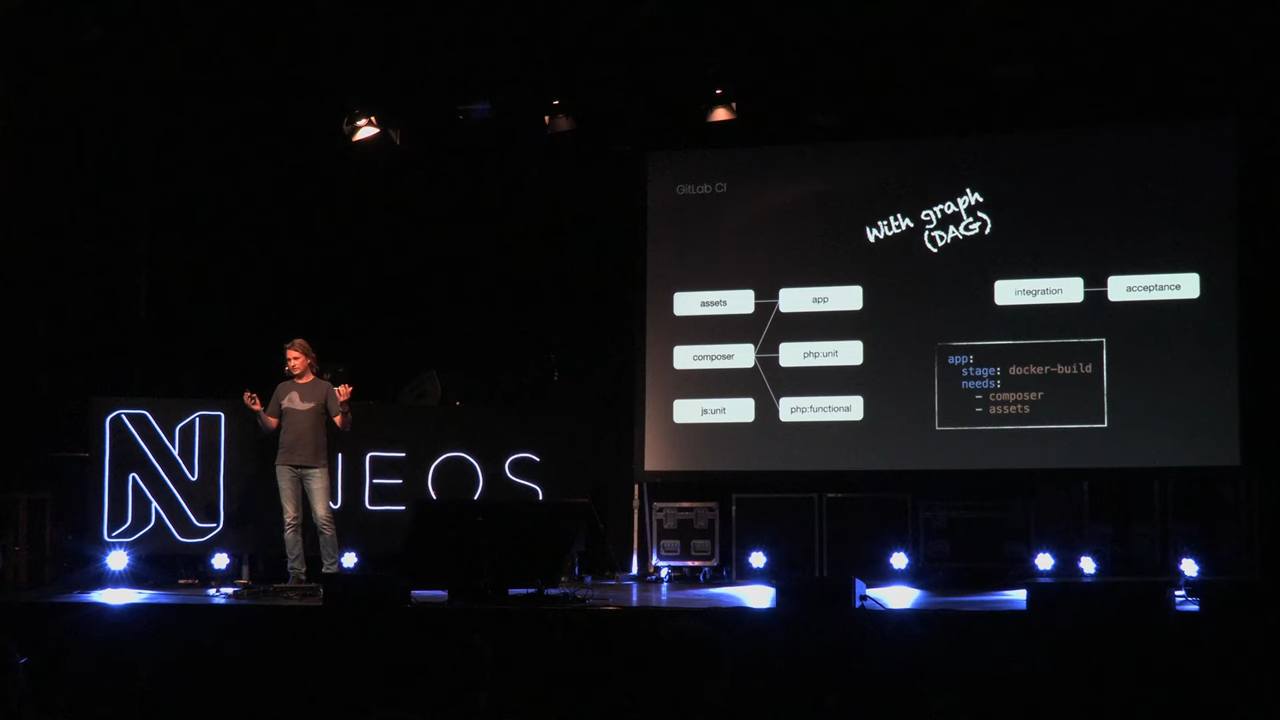 GitLab CI
With graph
(DAG)
assets
app
integration
acceptance
composer
php:unit
js:unit
php:functional
app:
stage: docker-build
needs:
- composer
- assets
N NEOS